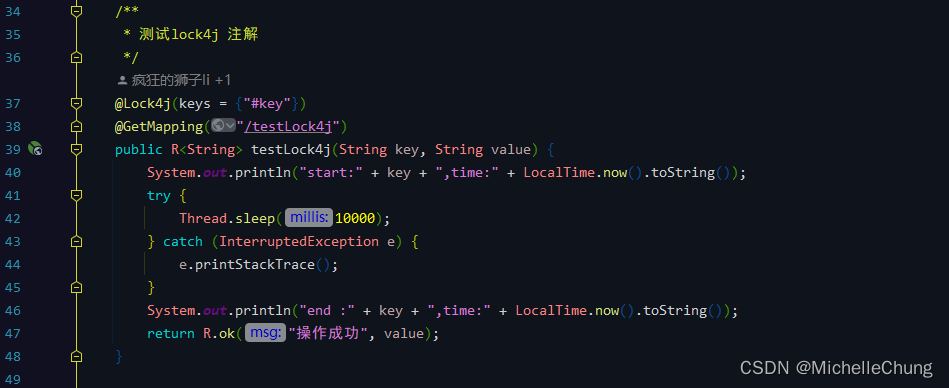 34 /**
35 * 测试lock4j 注解
36 */
疯狂的狮子li +1
37 @Lock4j(keys = {"#key"})
38 @GetMapping("/testLock4j")
39 public R<String> testLock4j(String key, String value) {
40 System.out.println("start:" + key + ",time:" + LocalTime.now().toString());
41 try {
42 Thread.sleep( millis: 10000);
43 } catch (InterruptedException e) {
44 e.printStackTrace();
45 }
46 System.out.println("end :" + key + ",time:" + LocalTime.now().toString());
47 return R.ok( msg: "操作成功", value);
48 }
49
CSDN @MichelleChung